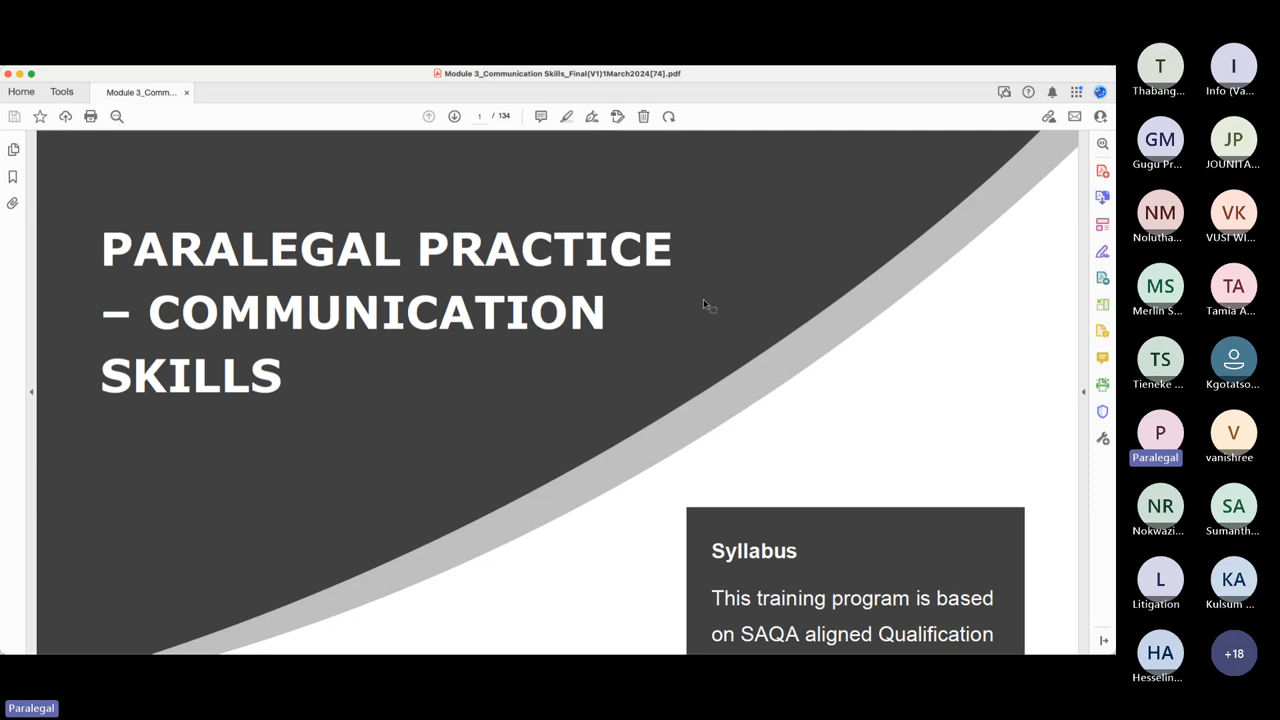 Module 3_Communication Skills_Final(V1)1March2024[74].pdf
Home Tools Module 3_Comm... ×
1 / 134
PARALEGAL PRACTICE
– COMMUNICATION
SKILLS
Syllabus
This training program is based
on SAQA aligned Qualification
T
Thabang...
I
Info (Va...
GM
Gugu Pr...
JP
JOUNITA...
NM
Nolutha...
VK
VUSI WI...
MS
Merlin S...
TA
Tamia A...
TS
Tieneke ...
Kgotatso...
P
Paralegal
V
vanishree
NR
Nokwazi...
SA
Sumanth...
L
Litigation
KA
Kulsum ...
HA
Hesselin...
+18
Paralegal